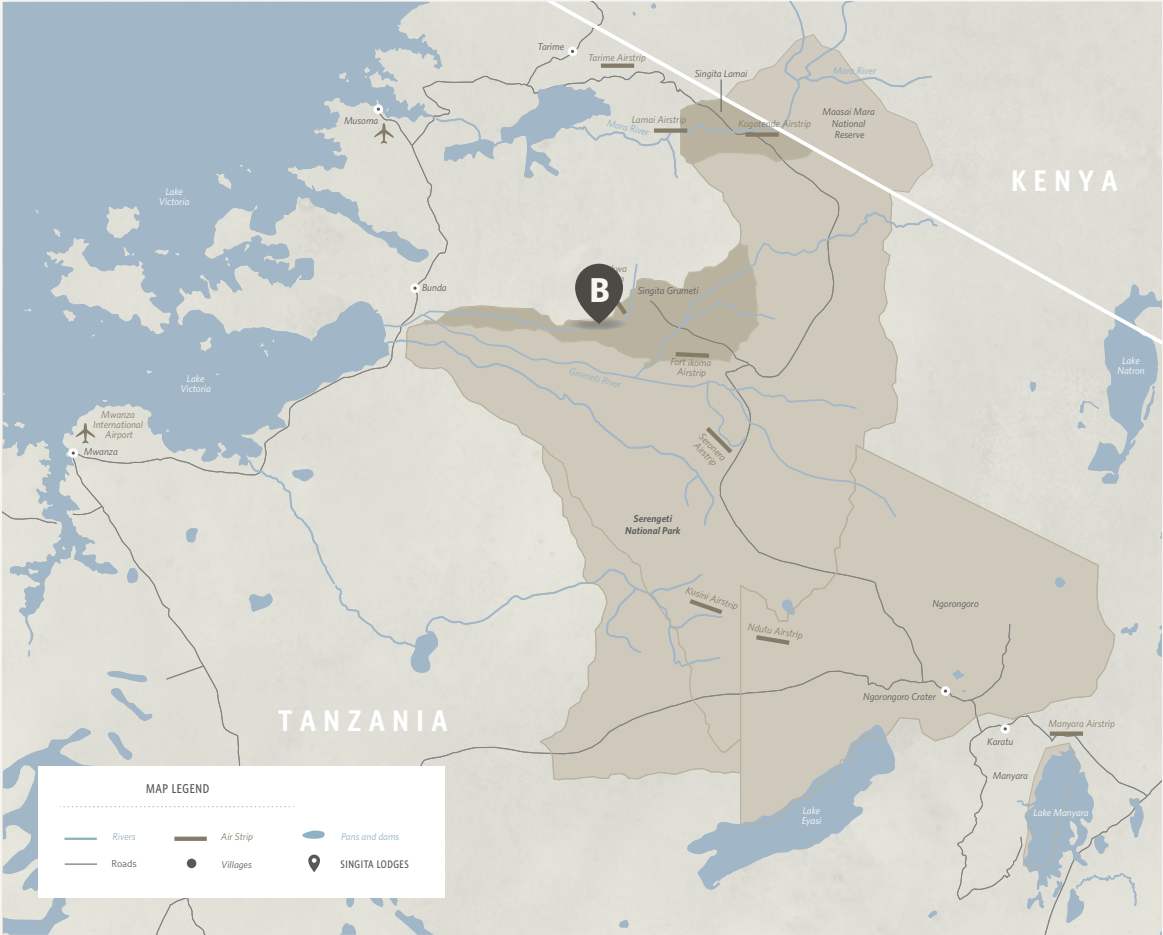 Tarime
Tarime Airstrip
Singita Lamai
Mara River
Musoma
Mara River
Lamai Airstrip
Kogatende Airstrip
Maasai Mara
National
Reserve
KENYA
Lake
Victoria
Bunda
B
Singita Grumeti
Fort Ikoma
Airstrip
Grumeti River
Lake
Natron
Lake
Victoria
Mwanza
International
Airport
Mwanza
Seronera
Airstrip
Serengeti
National Park
Kusini Airstrip
Ndutu Airstrip
Ngorongoro
Ngorongoro Crater
TANZANIA
Manyara Airstrip
Karatu
Manyara
Lake
Eyasi
Lake Manyara
MAP LEGEND
Rivers
Air Strip
Pans and dams
Roads
Villages
SINGITA LODGES